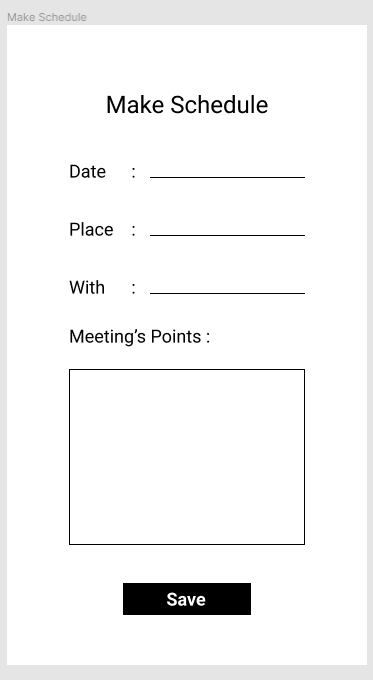 Make Schedule
Make Schedule
Date :
Place :
With :
Meeting’s Points :
Save